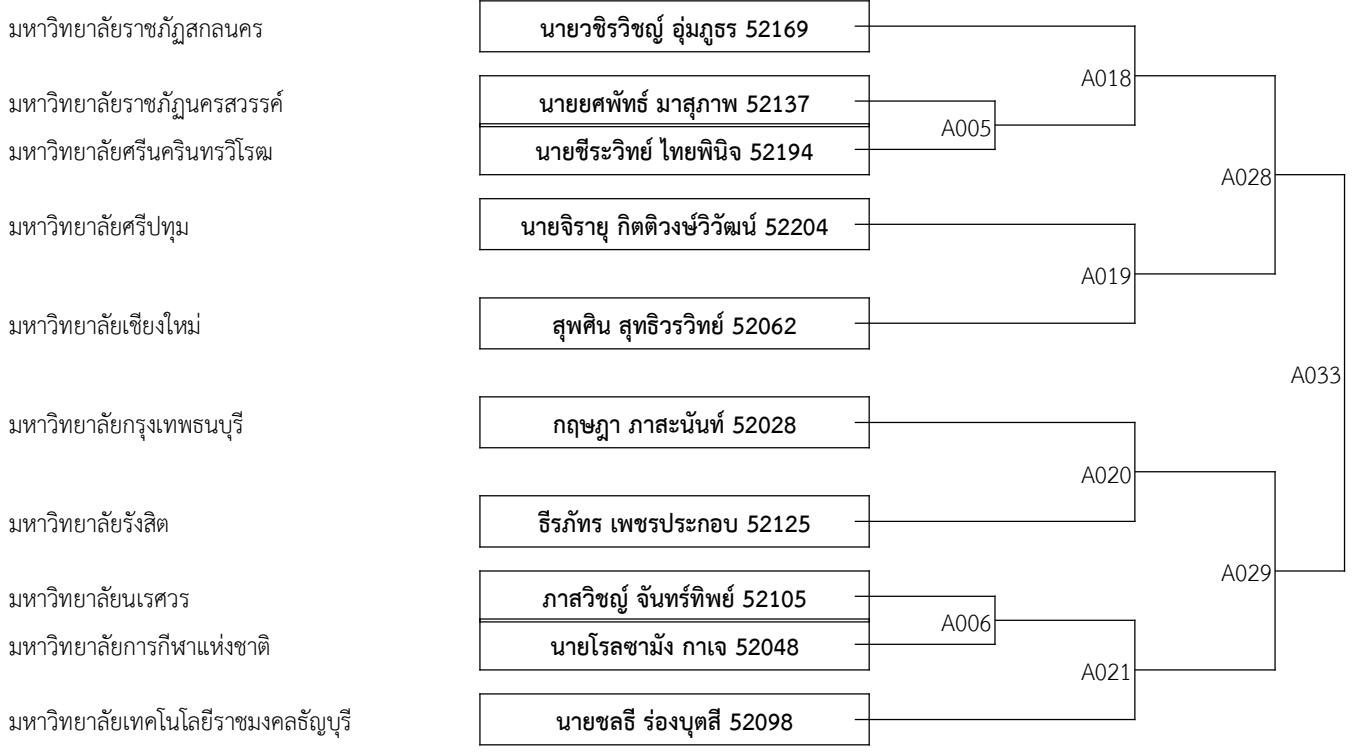 มหาวิทยาลัยราชภัฏสกลนคร นายวชิรวิชญ์ อุ่มภูธร 52169
A018
มหาวิทยาลัยราชภัฏนครสวรรค์ นายยศพัทธ์ มาสุภาพ 52137
A005
มหาวิทยาลัยศรีนครินทรวิโรฒ นายชีระวิทย์ ไทยพินิจ 52194
A028
มหาวิทยาลัยศรีปทุม นายจิรายุ กิตติวงษ์วิวัฒน์ 52204
A019
มหาวิทยาลัยเชียงใหม่ สุพศิน สุทธิวรวิทย์ 52062
A033
มหาวิทยาลัยกรุงเทพธนบุรี กฤษฎา ภาสะนันท์ 52028
A020
มหาวิทยาลัยรังสิต ธีรภัทร เพชรประกอบ 52125
A029
มหาวิทยาลัยนเรศวร ภาสวิชญ์ จันทร์ทิพย์ 52105
A006
มหาวิทยาลัยการกีฬาแห่งชาติ นายโรลซามัง กาเจ 52048
A021
มหาวิทยาลัยเทคโนโลยีราชมงคลธัญบุรี นายชลธี ร่องบุตสี 52098